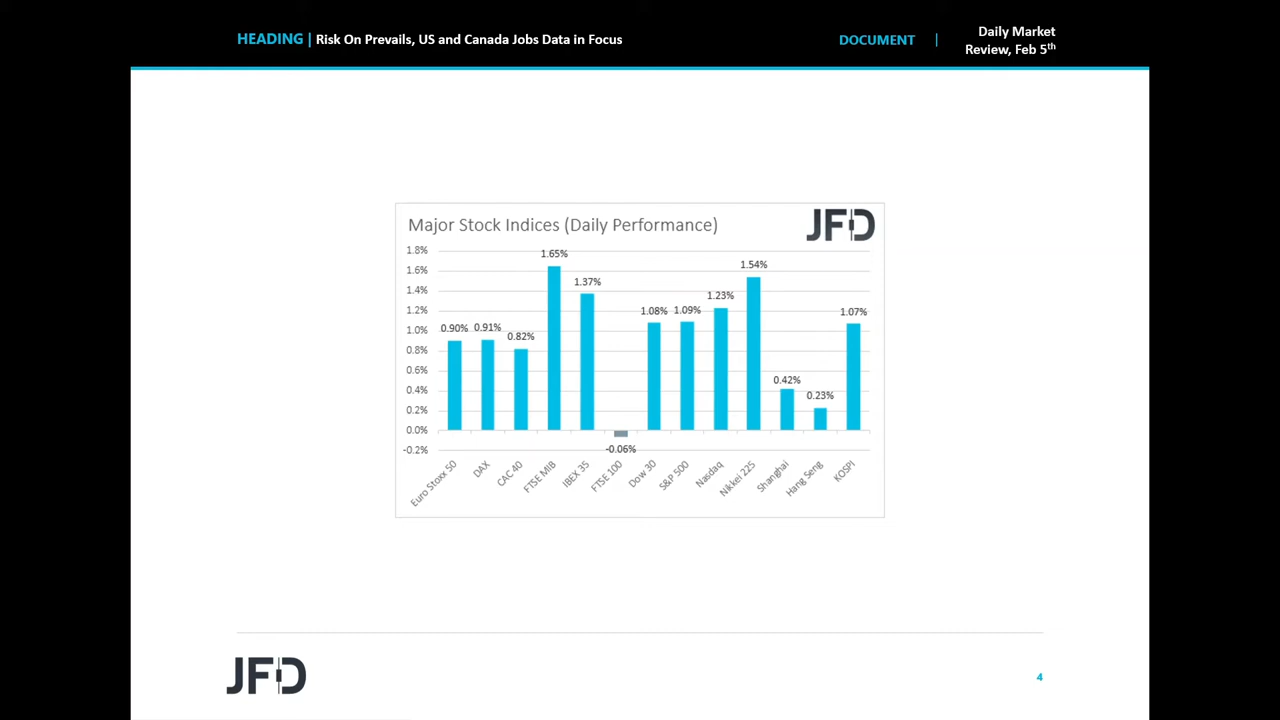 HEADING | Risk On Prevails, US and Canada Jobs Data in Focus
DOCUMENT |
Daily Market
Review, Feb 5th
Major Stock Indices (Daily Performance)
JFD
1.8%
1.6%
1.4%
1.2%
1.0%
0.8%
0.6%
0.4%
0.2%
0.0%
-0.2%
0.90%
0.91%
0.82%
1.65%
1.37%
-0.06%
1.08%
1.09%
1.23%
1.54%
0.42%
0.23%
1.07%
Euro Stoxx 50
DAX
CAC 40
FTSE MIB
IBEX 35
FTSE 100
Dow 30
S&P 500
Nasdaq
Nikkei 225
Shanghai
Hang Seng
KOSPI
JFD
4